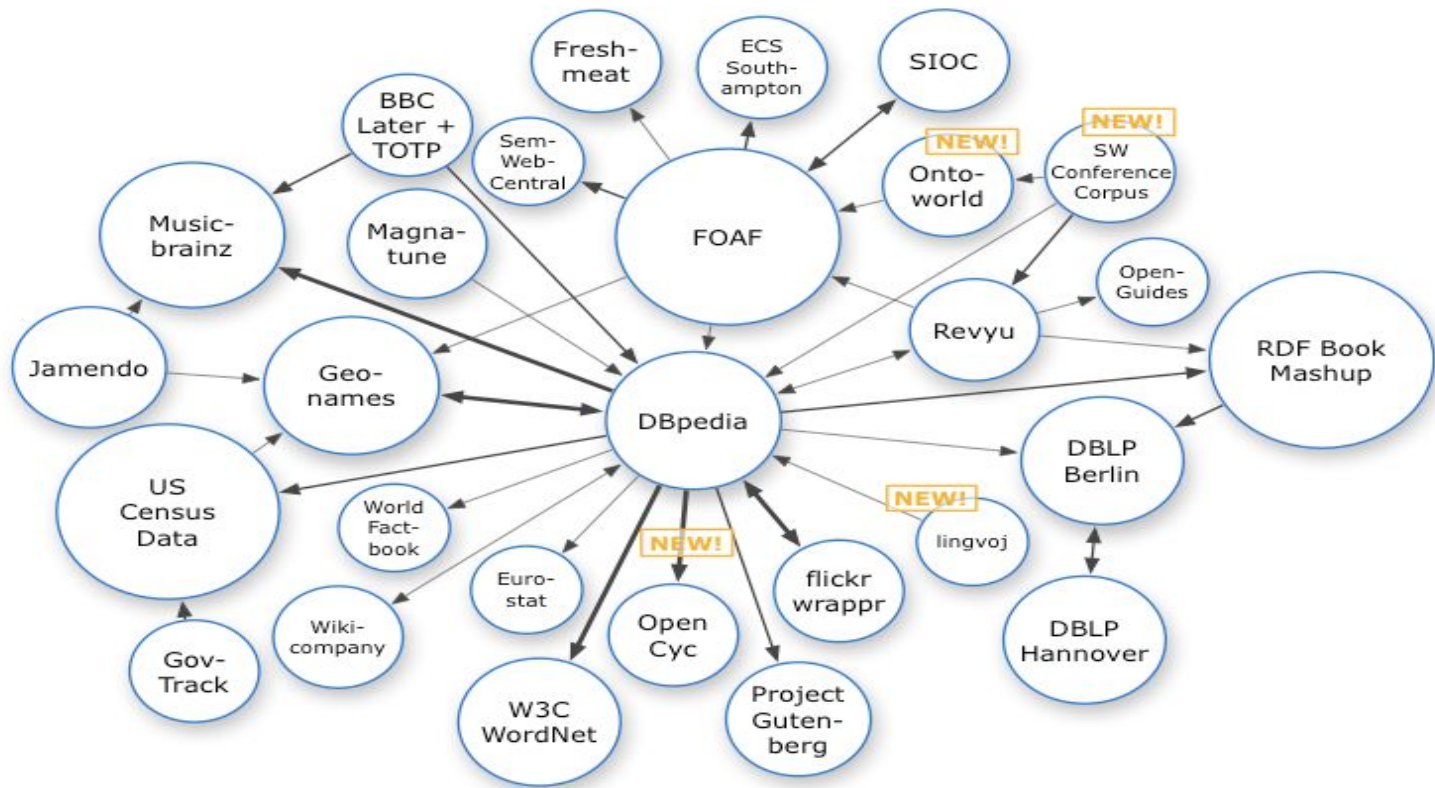 Fresh-
meat
ECS
South-
ampton
SIOC
BBC
Later +
TOTP
Sem-
Web-
Central
NEW!
Onto-
world
NEW!
SW
Conference
Corpus
Music-
brainz
Magna-
tune
FOAF
Open-
Guides
Revyu
RDF Book
Mashup
Jamendo
Geo-
names
DBpedia
DBLP
Berlin
US
Census
Data
World
Fact-
book
NEW!
lingvoj
NEW!
Euro-
stat
flickr
wrappr
Open
Cyc
Wiki-
company
DBLP
Hannover
Gov-
Track
W3C
WordNet
Project
Guten-
berg